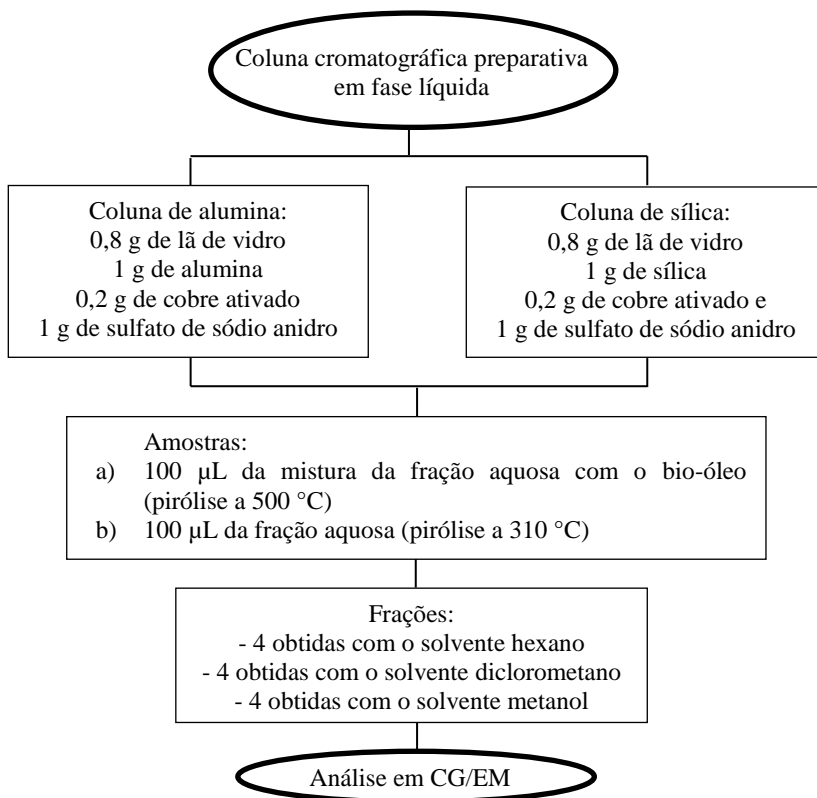 Coluna cromatográfica preparativa
em fase líquida
Coluna de alumina:
0,8 g de lã de vidro
1 g de alumina
0,2 g de cobre ativado
1 g de sulfato de sódio anidro
Coluna de sílica:
0,8 g de lã de vidro
1 g de sílica
0,2 g de cobre ativado e
1 g de sulfato de sódio anidro
Amostras:
a) 100 µL da mistura da fração aquosa com o bio-óleo
(pirólise a 500 °C)
b) 100 µL da fração aquosa (pirólise a 310 °C)
Frações:
- 4 obtidas com o solvente hexano
- 4 obtidas com o solvente diclorometano
- 4 obtidas com o solvente metanol
Análise em CG/EM